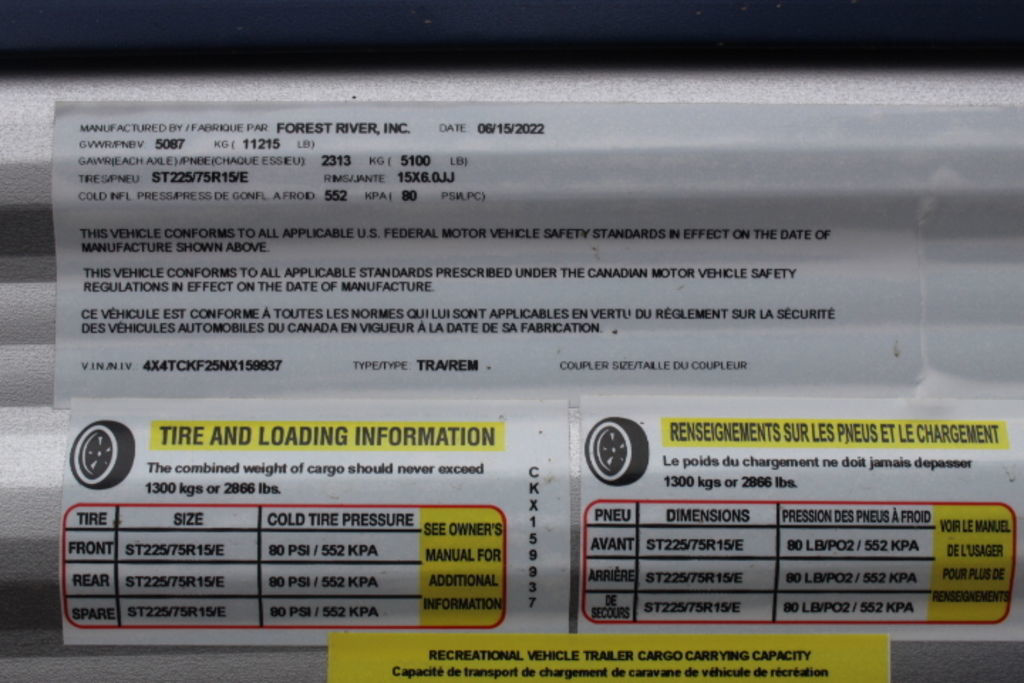 MANUFACTURED BY / FABRIQUE PAR FOREST RIVER, INC. DATE 06/15/2022
GVWR/PNBV 5087 KG ( 11215 LB)
GAWR(EACH AXLE)/PNBE(CHAQUE ESSIEU) 2313 KG ( 5100 LB)
TIRES/PNEU ST225/75R15/E RIMS/JANTE 15X6.0JJ
COLD INFL PRESS/PRESS DE GONFL A FROID 552 KPA ( 80 PSI/LPC)
THIS VEHICLE CONFORMS TO ALL APPLICABLE U.S. FEDERAL MOTOR VEHICLE SAFETY STANDARDS IN EFFECT ON THE DATE OF
MANUFACTURE SHOWN ABOVE.
THIS VEHICLE CONFORMS TO ALL APPLICABLE STANDARDS PRESCRIBED UNDER THE CANADIAN MOTOR VEHICLE SAFETY
REGULATIONS IN EFFECT ON THE DATE OF MANUFACTURE.
CE VÉHICULE EST CONFORME À TOUTES LES NORMES QUI LUI SONT APPLICABLES EN VERTU DU RÈGLEMENT SUR LA SÉCURITÉ
DES VÉHICULES AUTOMOBILES DU CANADA EN VIGUEUR À LA DATE DE SA FABRICATION.
V.I.N./N.I.V. 4X4TCKF25NX159937 TYPE/TYPE TRA/REM COUPLER SIZE/TAILLE DU COUPLEUR
TIRE AND LOADING INFORMATION
The combined weight of cargo should never exceed
1300 kgs or 2866 lbs.
TIRE SIZE COLD TIRE PRESSURE
FRONT ST225/75R15/E 80 PSI / 552 KPA
REAR ST225/75R15/E 80 PSI / 552 KPA
SPARE ST225/75R15/E 80 PSI / 552 KPA
SEE OWNER'S
MANUAL FOR
ADDITIONAL
INFORMATION
CKX159937
RENSEIGNEMENTS SUR LES PNEUS ET LE CHARGEMENT
Le poids du chargement ne doit jamais depasser
1300 kgs or 2866 lbs.
PNEU DIMENSIONS PRESSION DES PNEUS À FROID
AVANT ST225/75R15/E 80 LB/PO2 / 552 KPA
ARRIÈRE ST225/75R15/E 80 LB/PO2 / 552 KPA
DE SECOURS ST225/75R15/E 80 LB/PO2 / 552 KPA
VOIR LE MANUEL
DE L'USAGER
POUR PLUS DE
RENSEIGNEMENTS
RECREATIONAL VEHICLE TRAILER CARGO CARRYING CAPACITY
Capacité de transport de chargement de caravane de véhicule de récréation